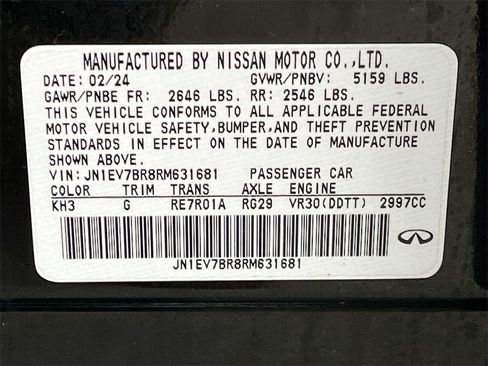 MANUFACTURED BY NISSAN MOTOR CO.,LTD.
DATE: 02/24 GVWR/PNBV: 5159 LBS.
GAWR/PNBE FR: 2646 LBS. RR: 2546 LBS.
THIS VEHICLE CONFORMS TO ALL APPLICABLE FEDERAL
MOTOR VEHICLE SAFETY,BUMPER,AND THEFT PREVENTION
STANDARDS IN EFFECT ON THE DATE OF MANUFACTURE
SHOWN ABOVE.
VIN: JN1EV7BR8RM631681 PASSENGER CAR
COLOR TRIM TRANS AXLE ENGINE
KH3 G RE7R01A RG29 VR30(DDTT) 2997CC
JN1EV7BR8RM631681